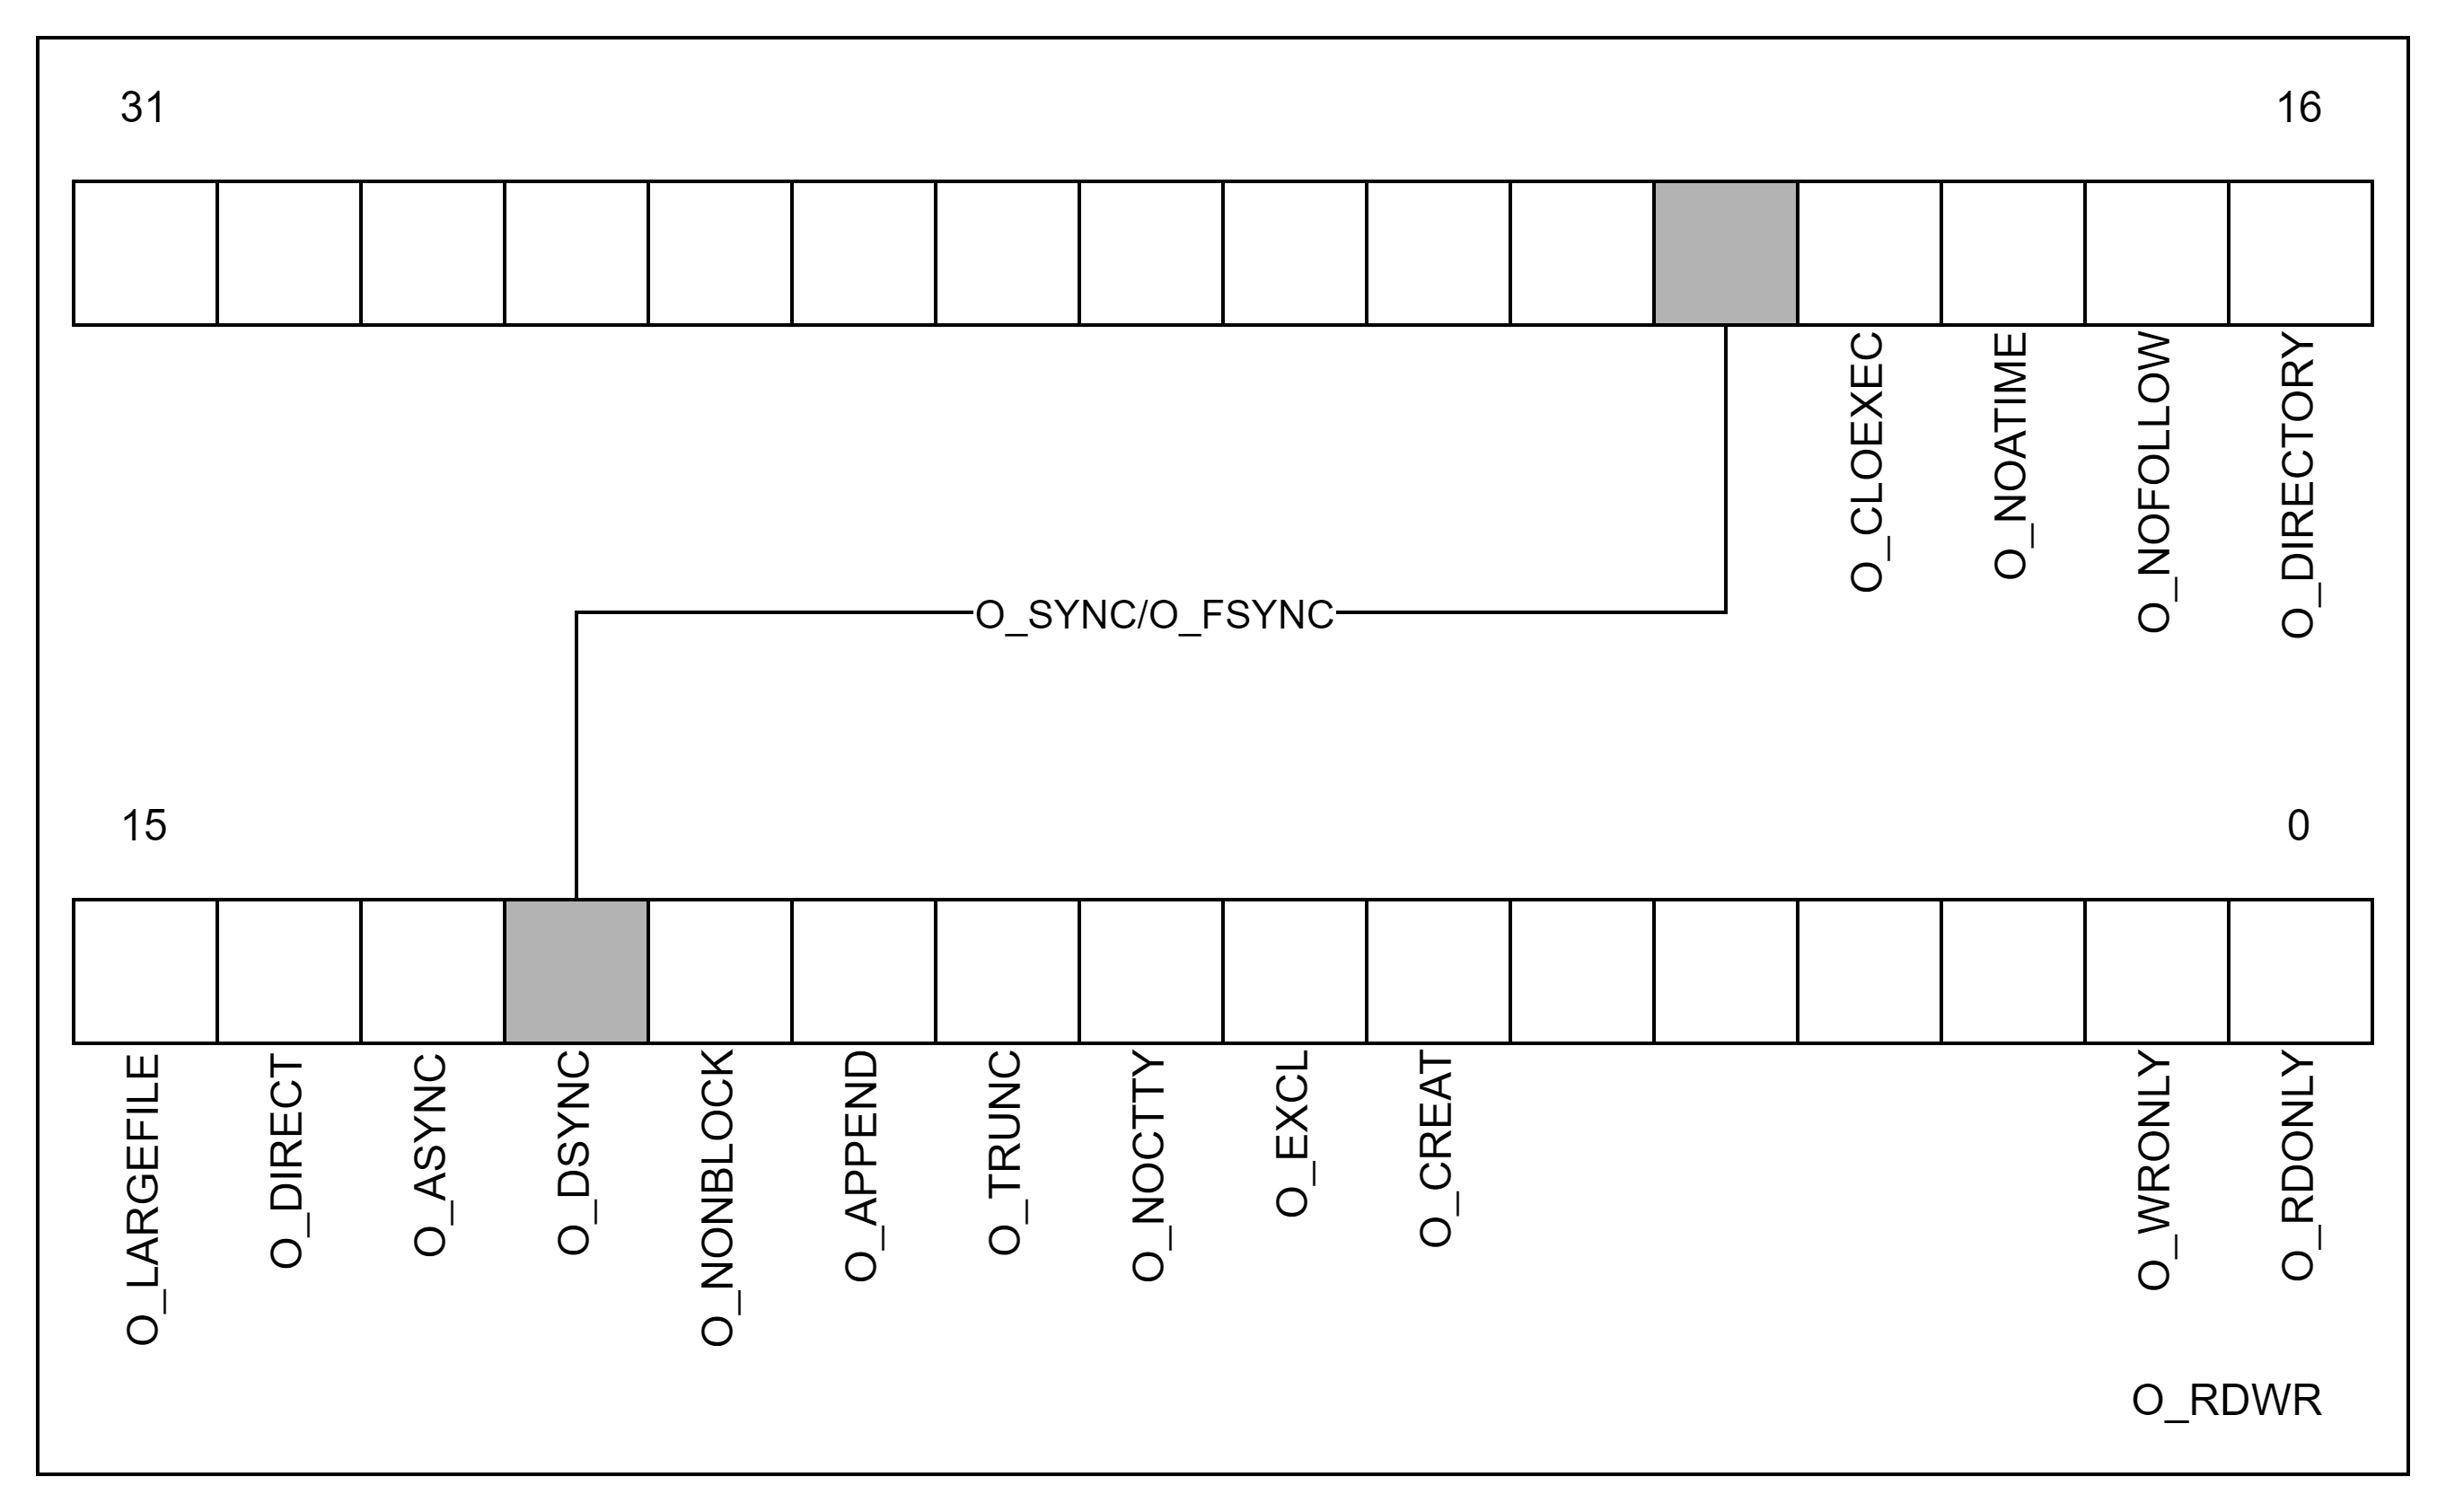 31
16
O_CLOEXEC
O_NOATIME
O_NOFOLLOW
O_DIRECTORY
O_SYNC/O_FSYNC
15
0
O_LARGEFILE
O_DIRECT
O_ASYNC
O_DSYNC
O_NONBLOCK
O_APPEND
O_TRUNC
O_NOCTTY
O_EXCL
O_CREAT
O_WRONLY
O_RDONLY
O_RDWR